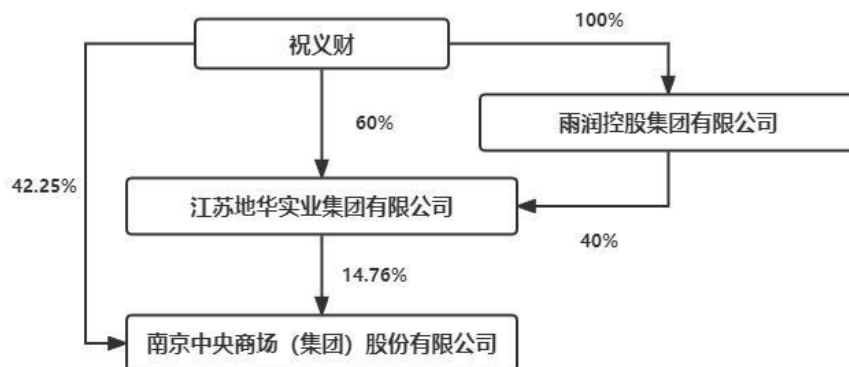 100%
祝义财
60%
雨润控股集团有限公司
42.25%
江苏地华实业集团有限公司
40%
14.76%
南京中央商场（集团）股份有限公司